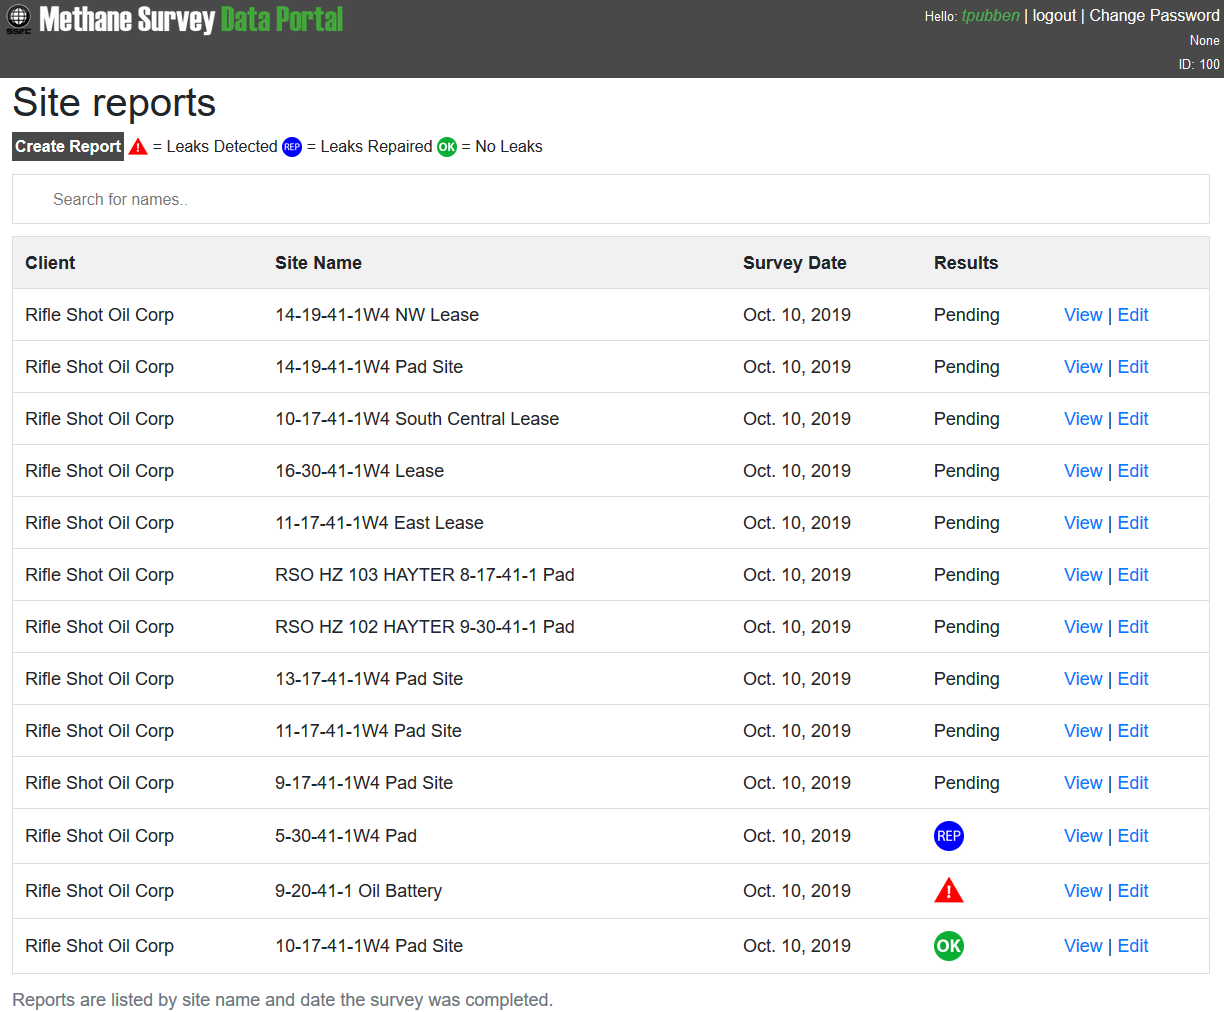 SSEC Methane Survey Data Portal
Hello: tpubben | logout | Change Password
None
ID: 100
Site reports
Create Report ! = Leaks Detected REP = Leaks Repaired OK = No Leaks
Search for names..
Client Site Name Survey Date Results
Rifle Shot Oil Corp 14-19-41-1W4 NW Lease Oct. 10, 2019 Pending View | Edit
Rifle Shot Oil Corp 14-19-41-1W4 Pad Site Oct. 10, 2019 Pending View | Edit
Rifle Shot Oil Corp 10-17-41-1W4 South Central Lease Oct. 10, 2019 Pending View | Edit
Rifle Shot Oil Corp 16-30-41-1W4 Lease Oct. 10, 2019 Pending View | Edit
Rifle Shot Oil Corp 11-17-41-1W4 East Lease Oct. 10, 2019 Pending View | Edit
Rifle Shot Oil Corp RSO HZ 103 HAYTER 8-17-41-1 Pad Oct. 10, 2019 Pending View | Edit
Rifle Shot Oil Corp RSO HZ 102 HAYTER 9-30-41-1 Pad Oct. 10, 2019 Pending View | Edit
Rifle Shot Oil Corp 13-17-41-1W4 Pad Site Oct. 10, 2019 Pending View | Edit
Rifle Shot Oil Corp 11-17-41-1W4 Pad Site Oct. 10, 2019 Pending View | Edit
Rifle Shot Oil Corp 9-17-41-1W4 Pad Site Oct. 10, 2019 Pending View | Edit
Rifle Shot Oil Corp 5-30-41-1W4 Pad Oct. 10, 2019 REP View | Edit
Rifle Shot Oil Corp 9-20-41-1 Oil Battery Oct. 10, 2019 ! View | Edit
Rifle Shot Oil Corp 10-17-41-1W4 Pad Site Oct. 10, 2019 OK View | Edit
Reports are listed by site name and date the survey was completed.